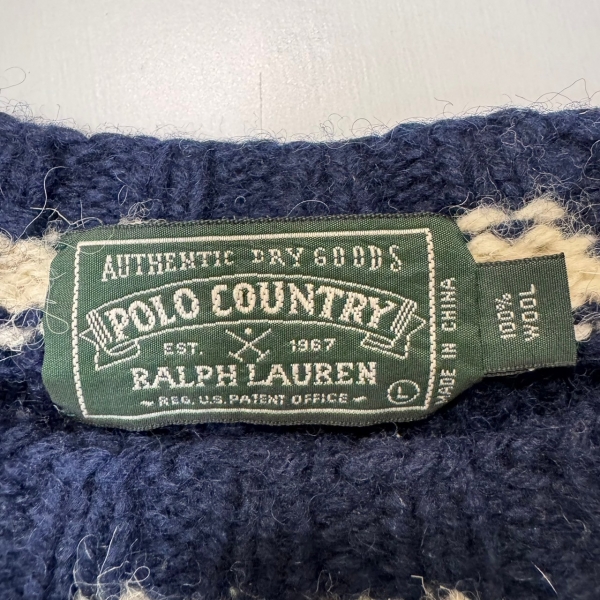 AUTHENTIC DRY GOODS
POLO COUNTRY
EST. 1967
RALPH LAUREN
REG. U.S. PATENT OFFICE
L
MADE IN CHINA
100%
WOOL